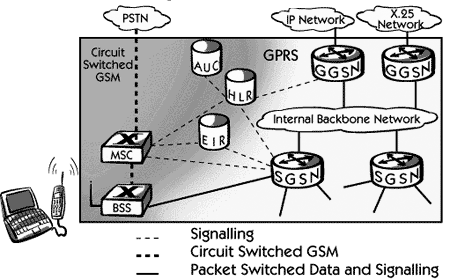 PSTN
IP Network
X.25 Network
Circuit
Switched
GSM
AUC
GPRS
GGSN
GGSN
HLR
EIR
Internal Backbone Network
MSC
SGSN
SGSN
BSS
Signalling
Circuit Switched GSM
Packet Switched Data and Signalling